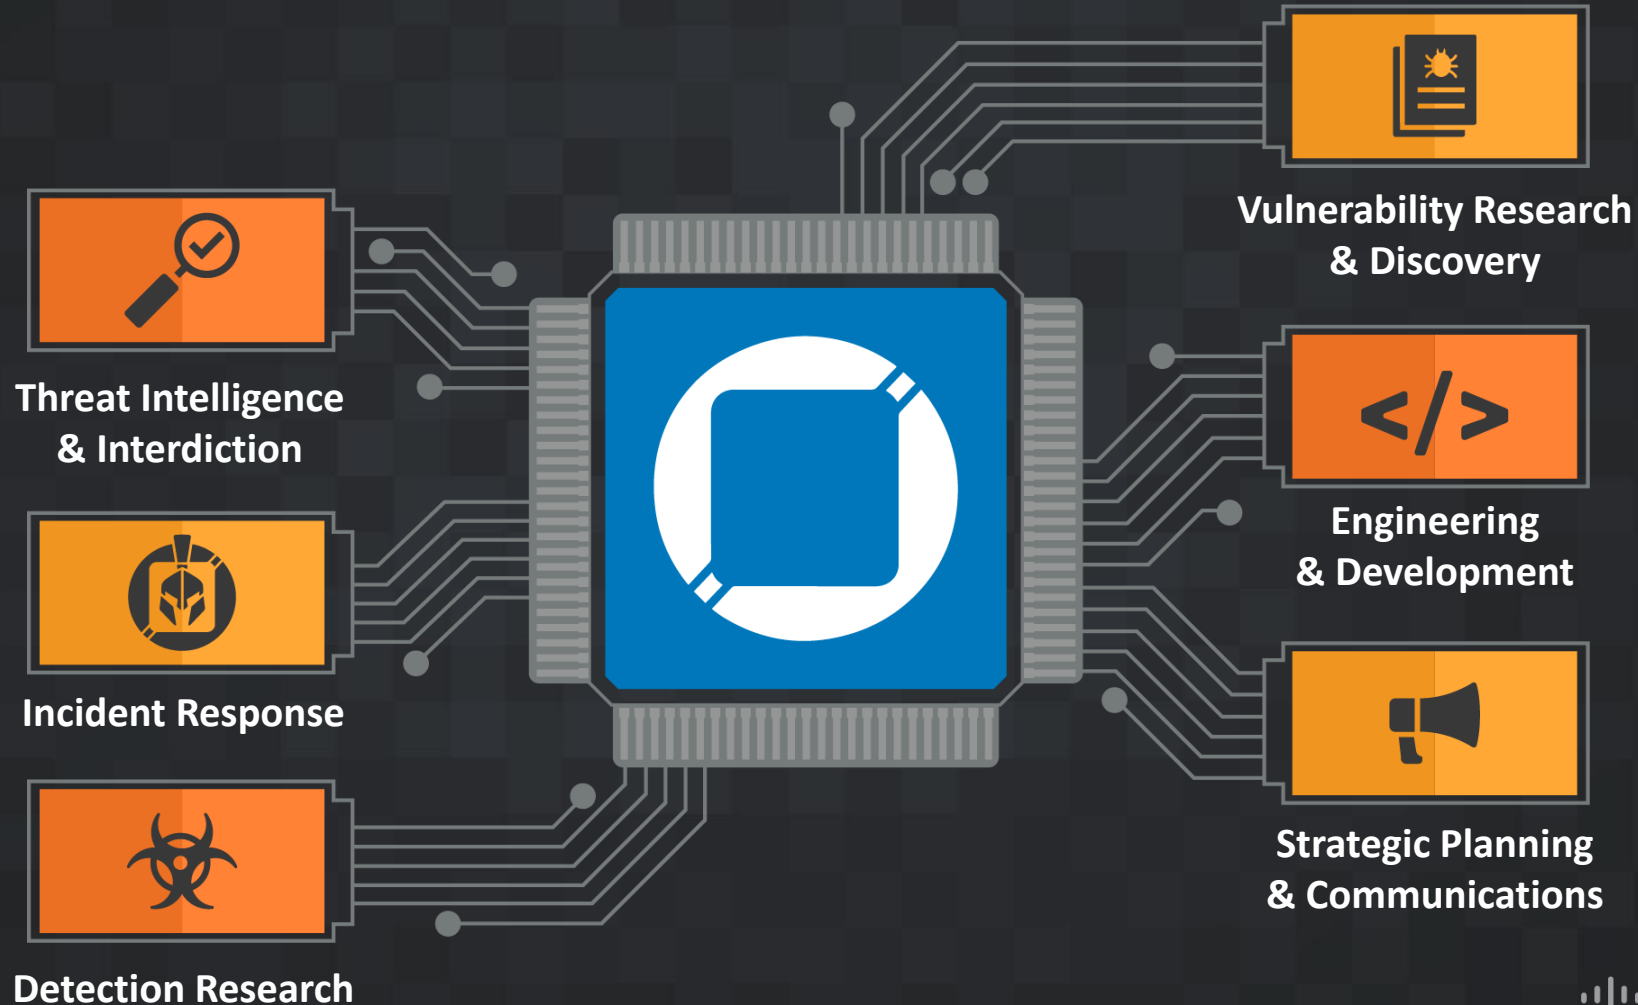 Threat Intelligence
& Interdiction
Incident Response
Detection Research
Vulnerability Research
& Discovery
</>
Engineering
& Development
Strategic Planning
& Communications